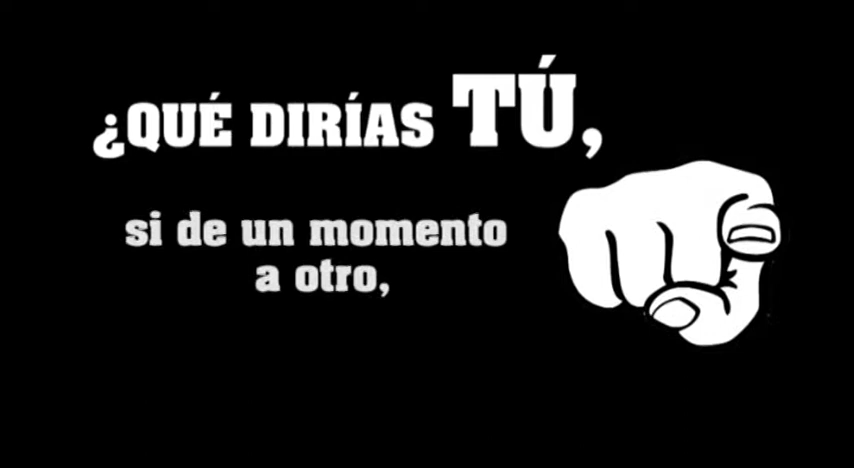 ¿QUÉ DIRÍAS TÚ,
si de un momento
a otro,